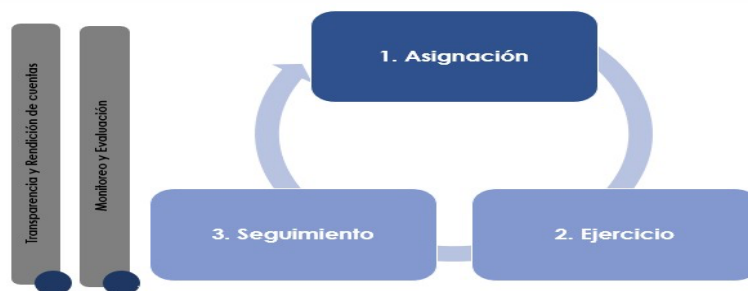 Transparencia y Rendición de cuentas
Monitoreo y Evaluación
1. Asignación
2. Ejercicio
3. Seguimiento